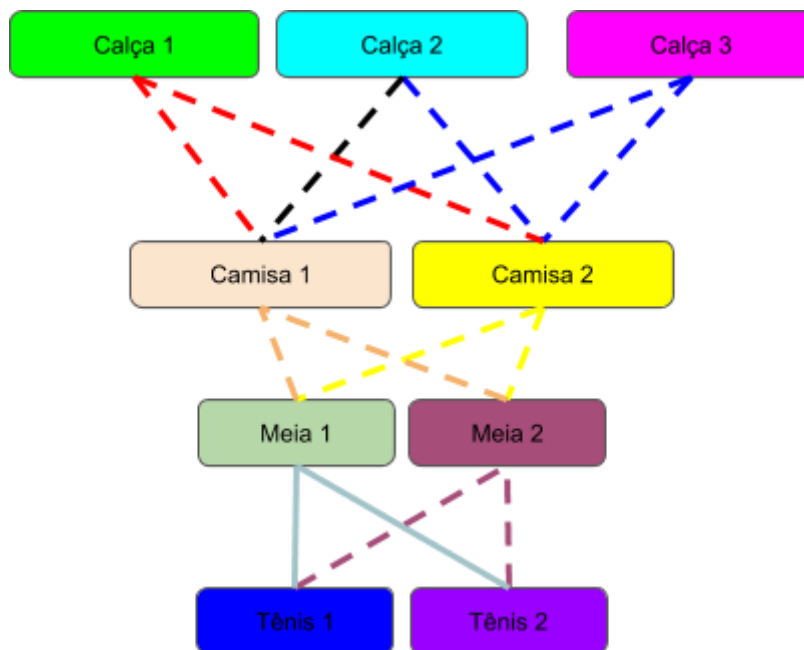 Calça 1
Calça 2
Calça 3
Camisa 1
Camisa 2
Meia 1
Meia 2
Tênis 1
Tênis 2